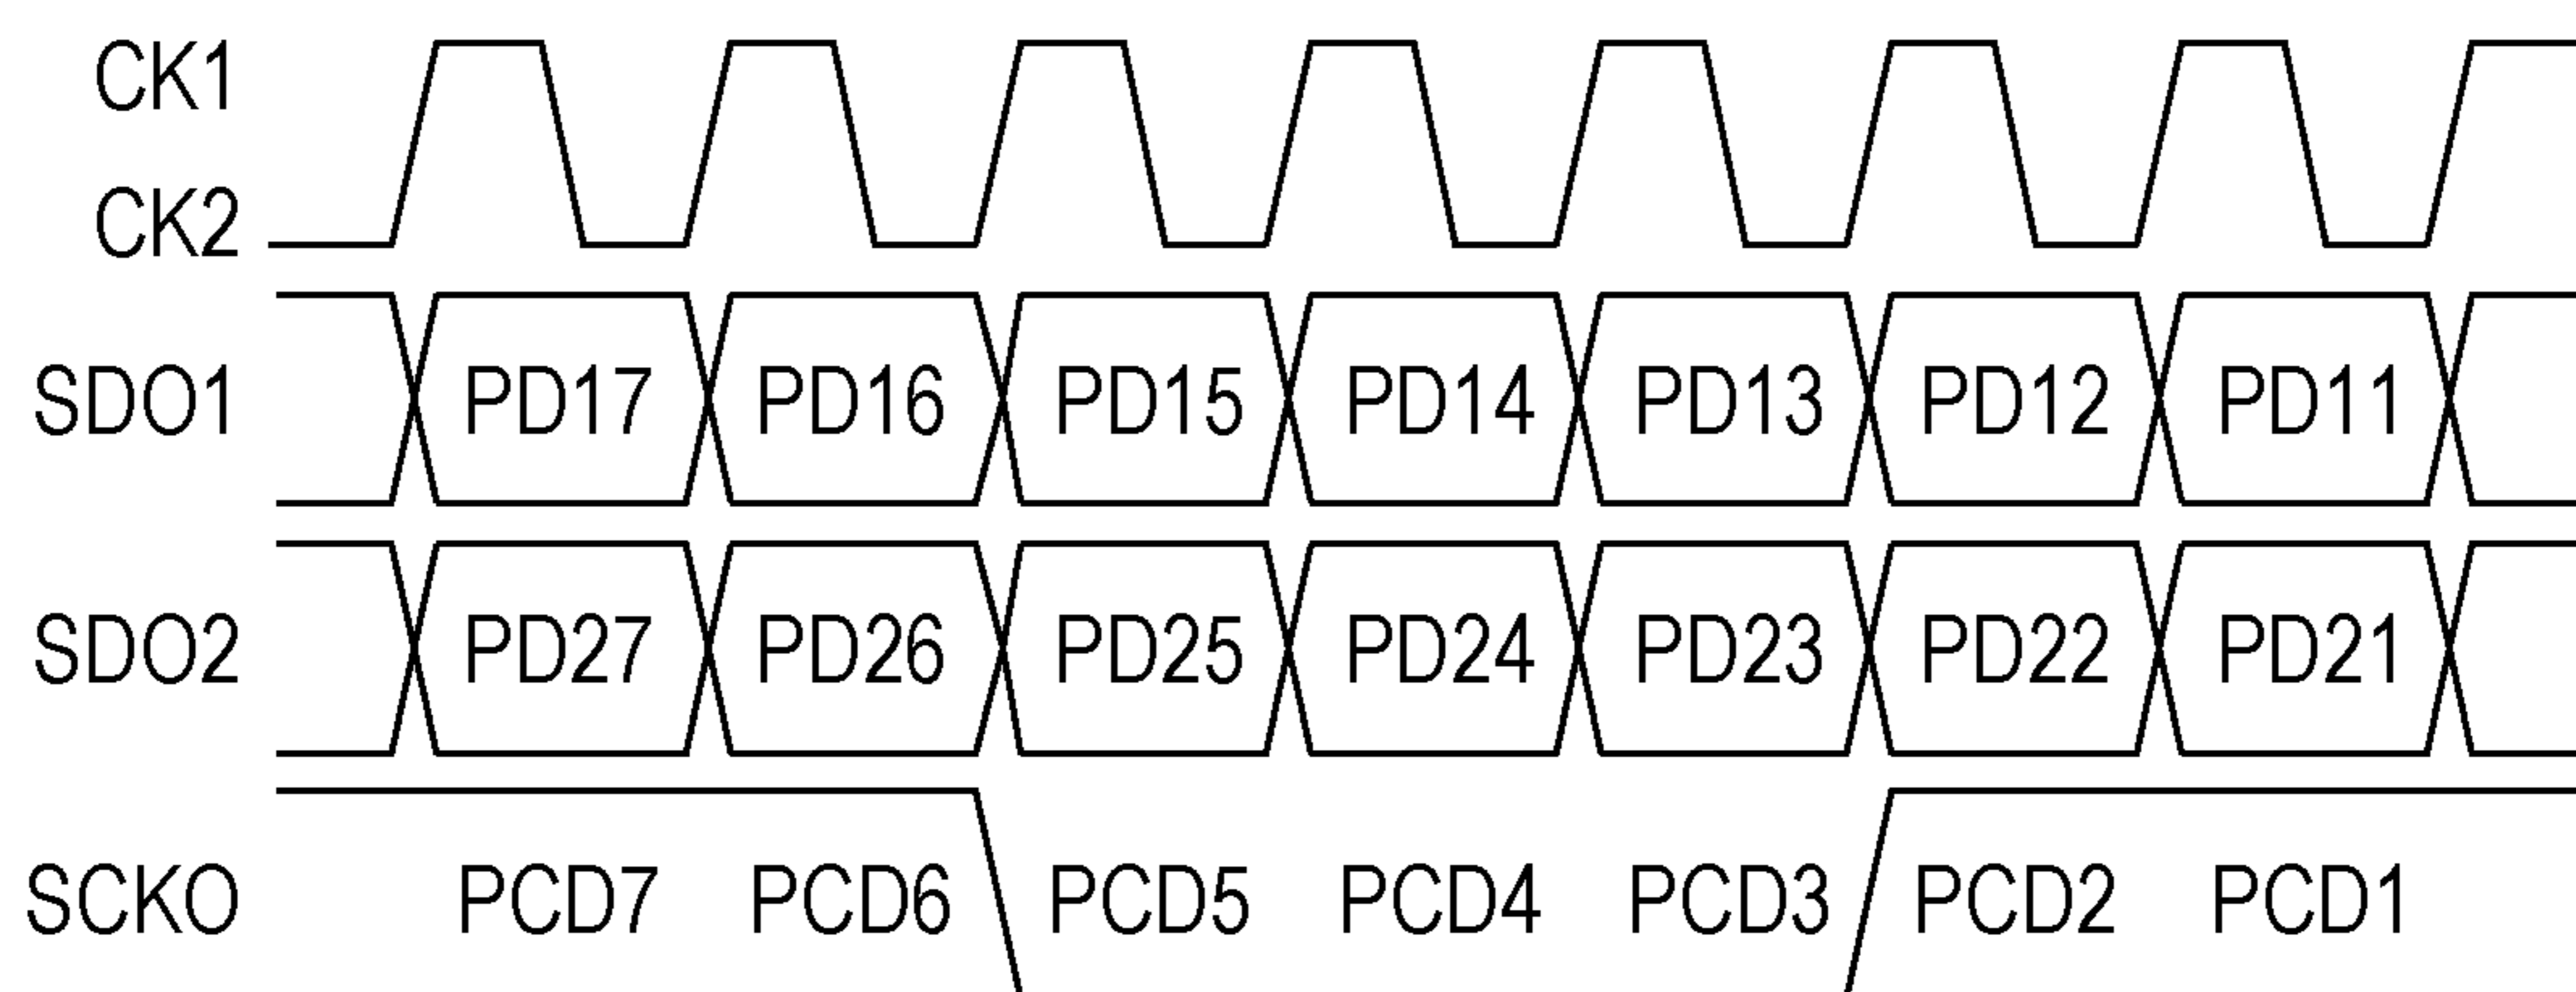 CK1
CK2
SDO1 PD17 PD16 PD15 PD14 PD13 PD12 PD11
SDO2 PD27 PD26 PD25 PD24 PD23 PD22 PD21
SCKO PCD7 PCD6 PCD5 PCD4 PCD3 PCD2 PCD1